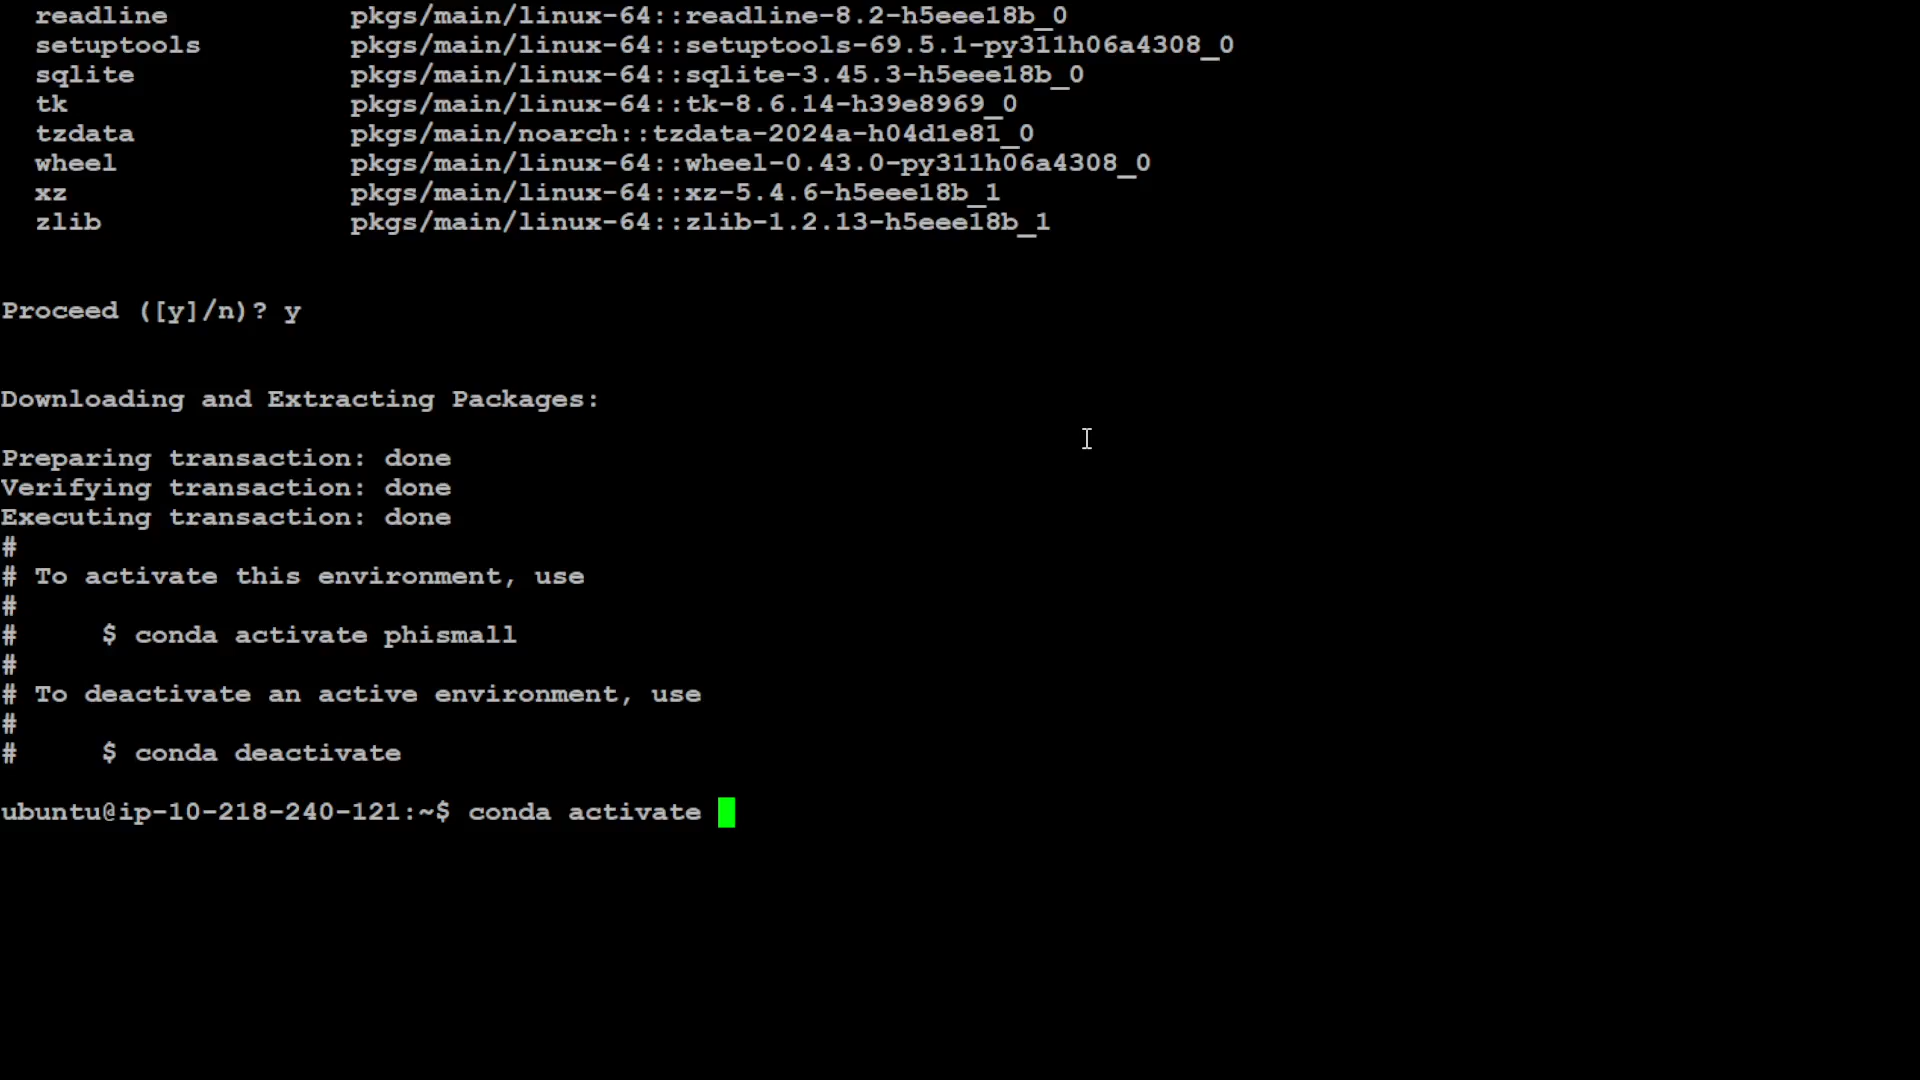 readline pkgs/main/linux-64::readline-8.2-h5eee18b_0
setuptools pkgs/main/linux-64::setuptools-69.5.1-py311h06a4308_0
sqlite pkgs/main/linux-64::sqlite-3.45.3-h5eee18b_0
tk pkgs/main/linux-64::tk-8.6.14-h39e8969_0
tzdata pkgs/main/noarch::tzdata-2024a-h04d1e81_0
wheel pkgs/main/linux-64::wheel-0.43.0-py311h06a4308_0
xz pkgs/main/linux-64::xz-5.4.6-h5eee18b_1
zlib pkgs/main/linux-64::zlib-1.2.13-h5eee18b_1
Proceed ([y]/n)? y
Downloading and Extracting Packages:
Preparing transaction: done
Verifying transaction: done
Executing transaction: done
#
# To activate this environment, use
#
# $ conda activate phismall
#
# To deactivate an active environment, use
#
# $ conda deactivate
ubuntu@ip-10-218-240-121:~$ conda activate